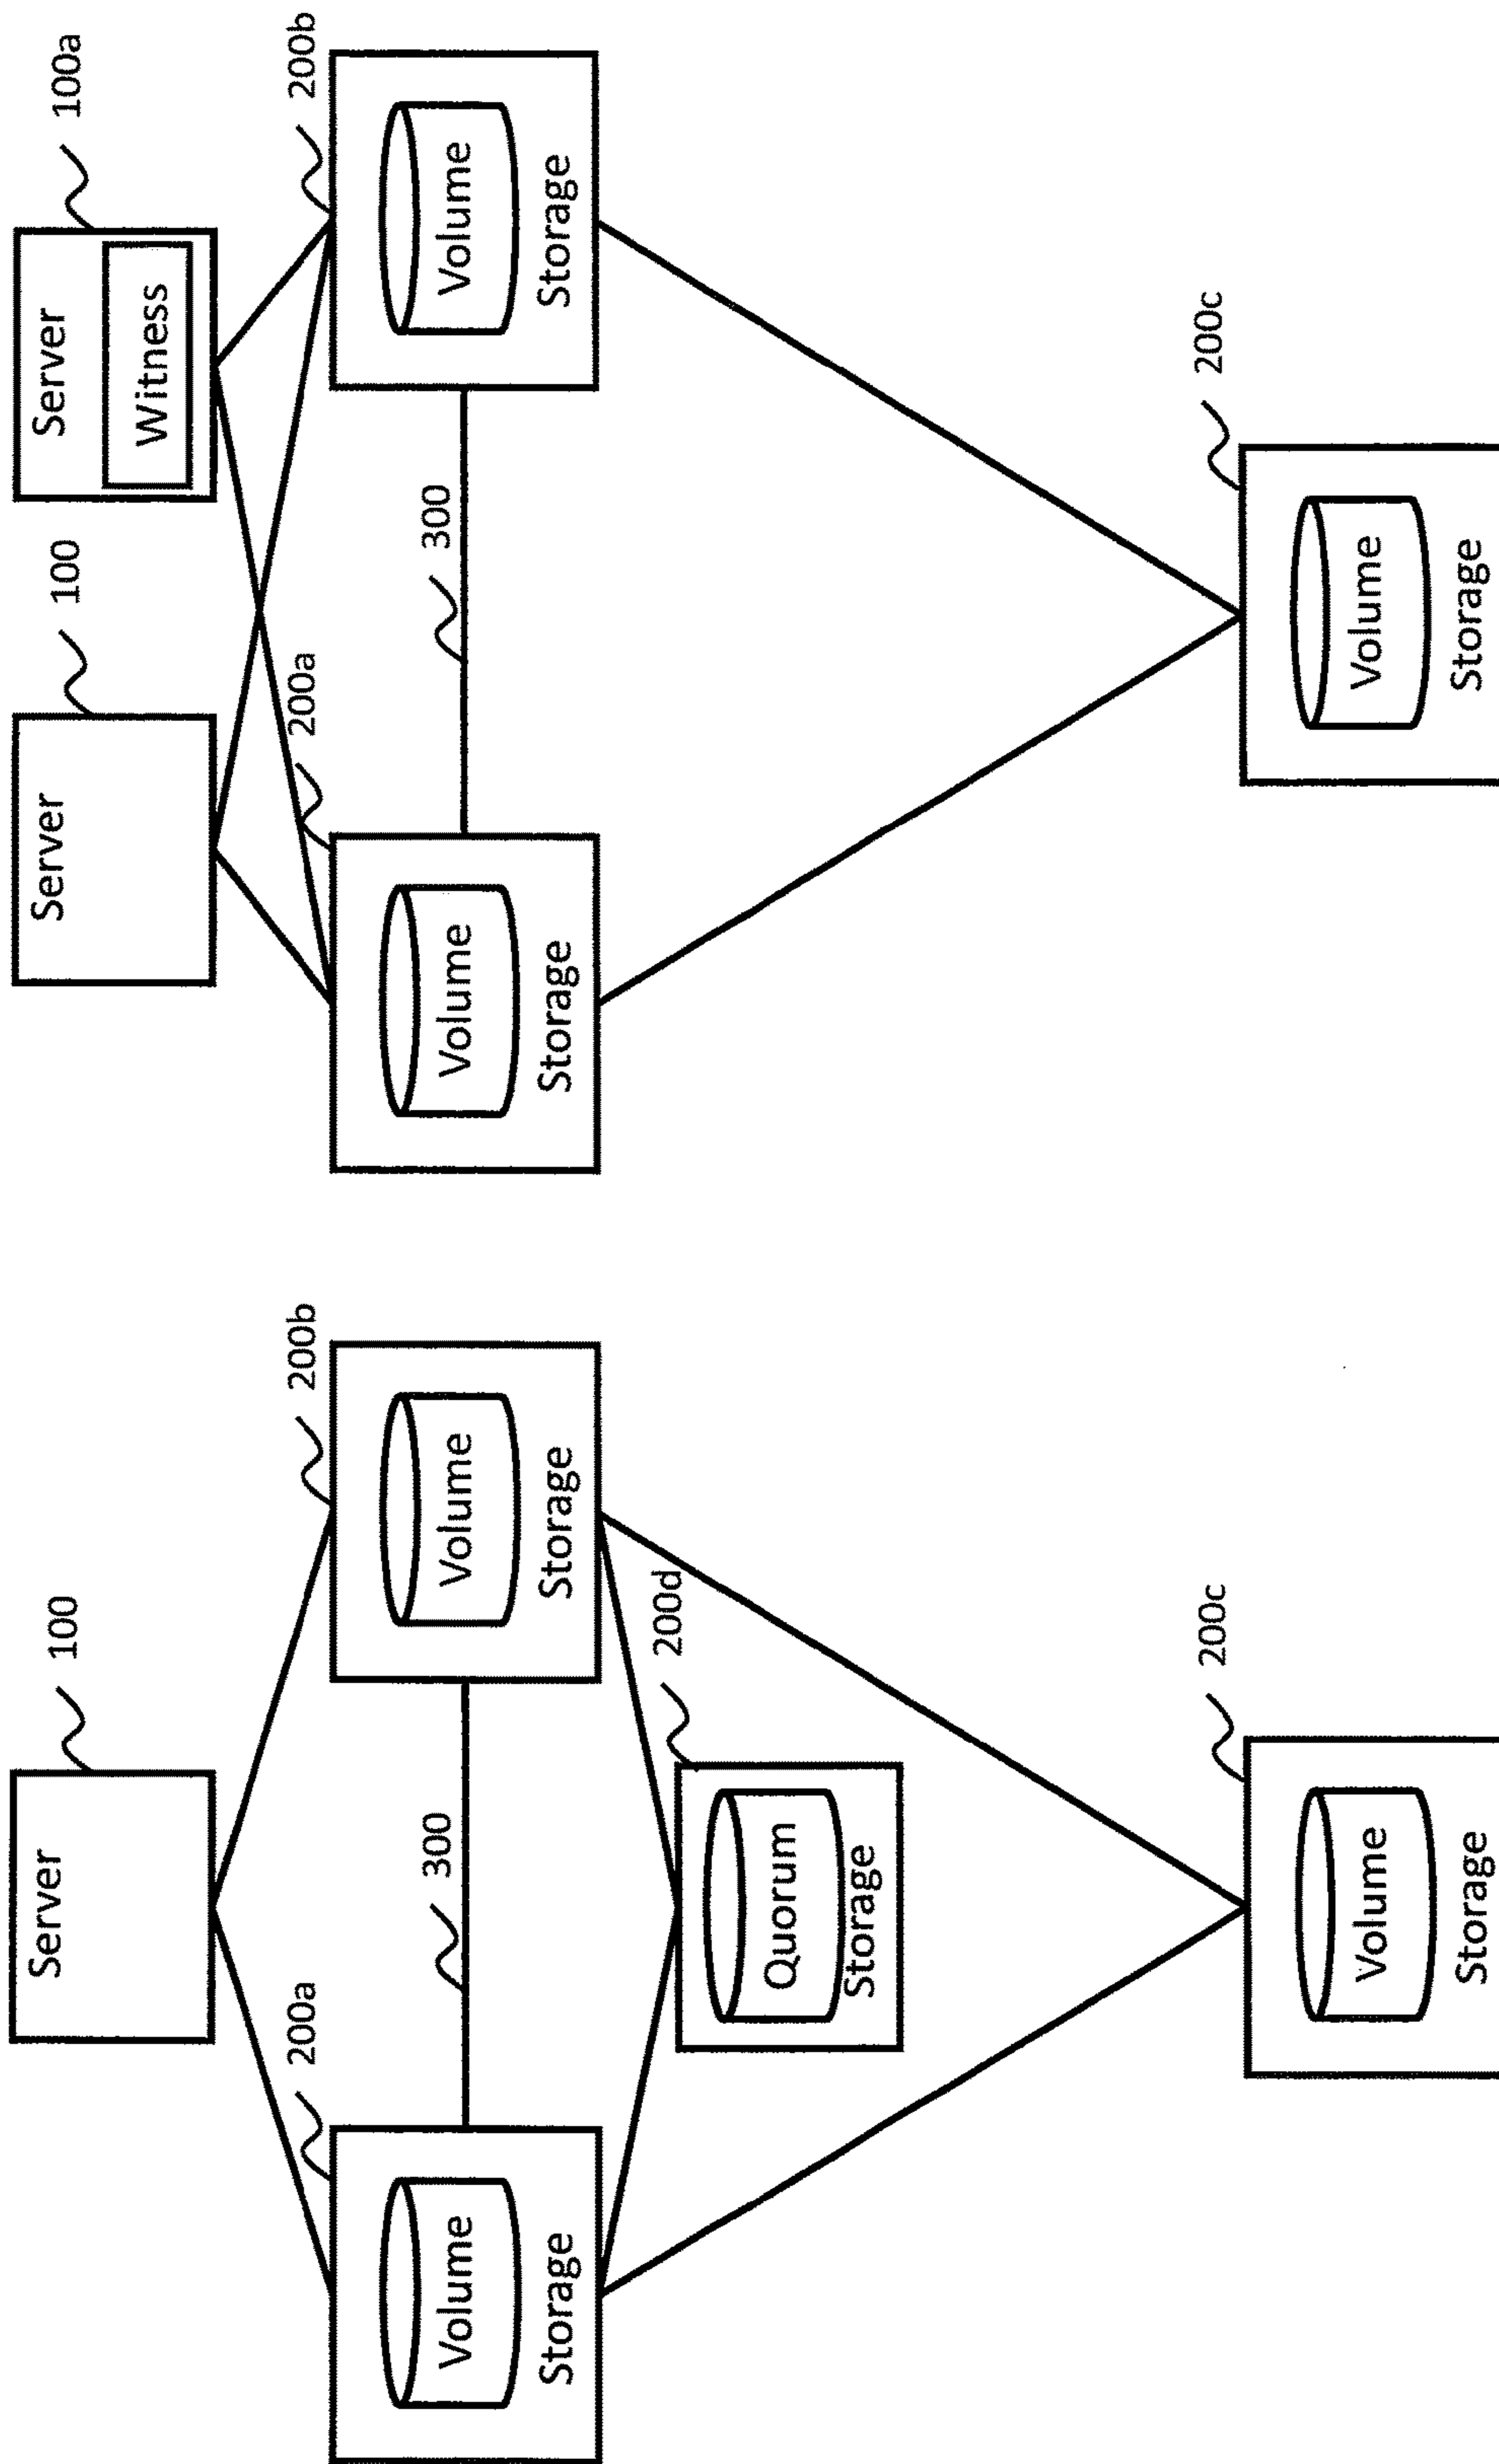 Server
100
200a
200b
300
Volume
Storage
Volume
Storage
200d
Quorum
Storage
200c
Volume
Storage
Server
100
Server
Witness
100a
200a
200b
300
Volume
Storage
Volume
Storage
200c
Volume
Storage